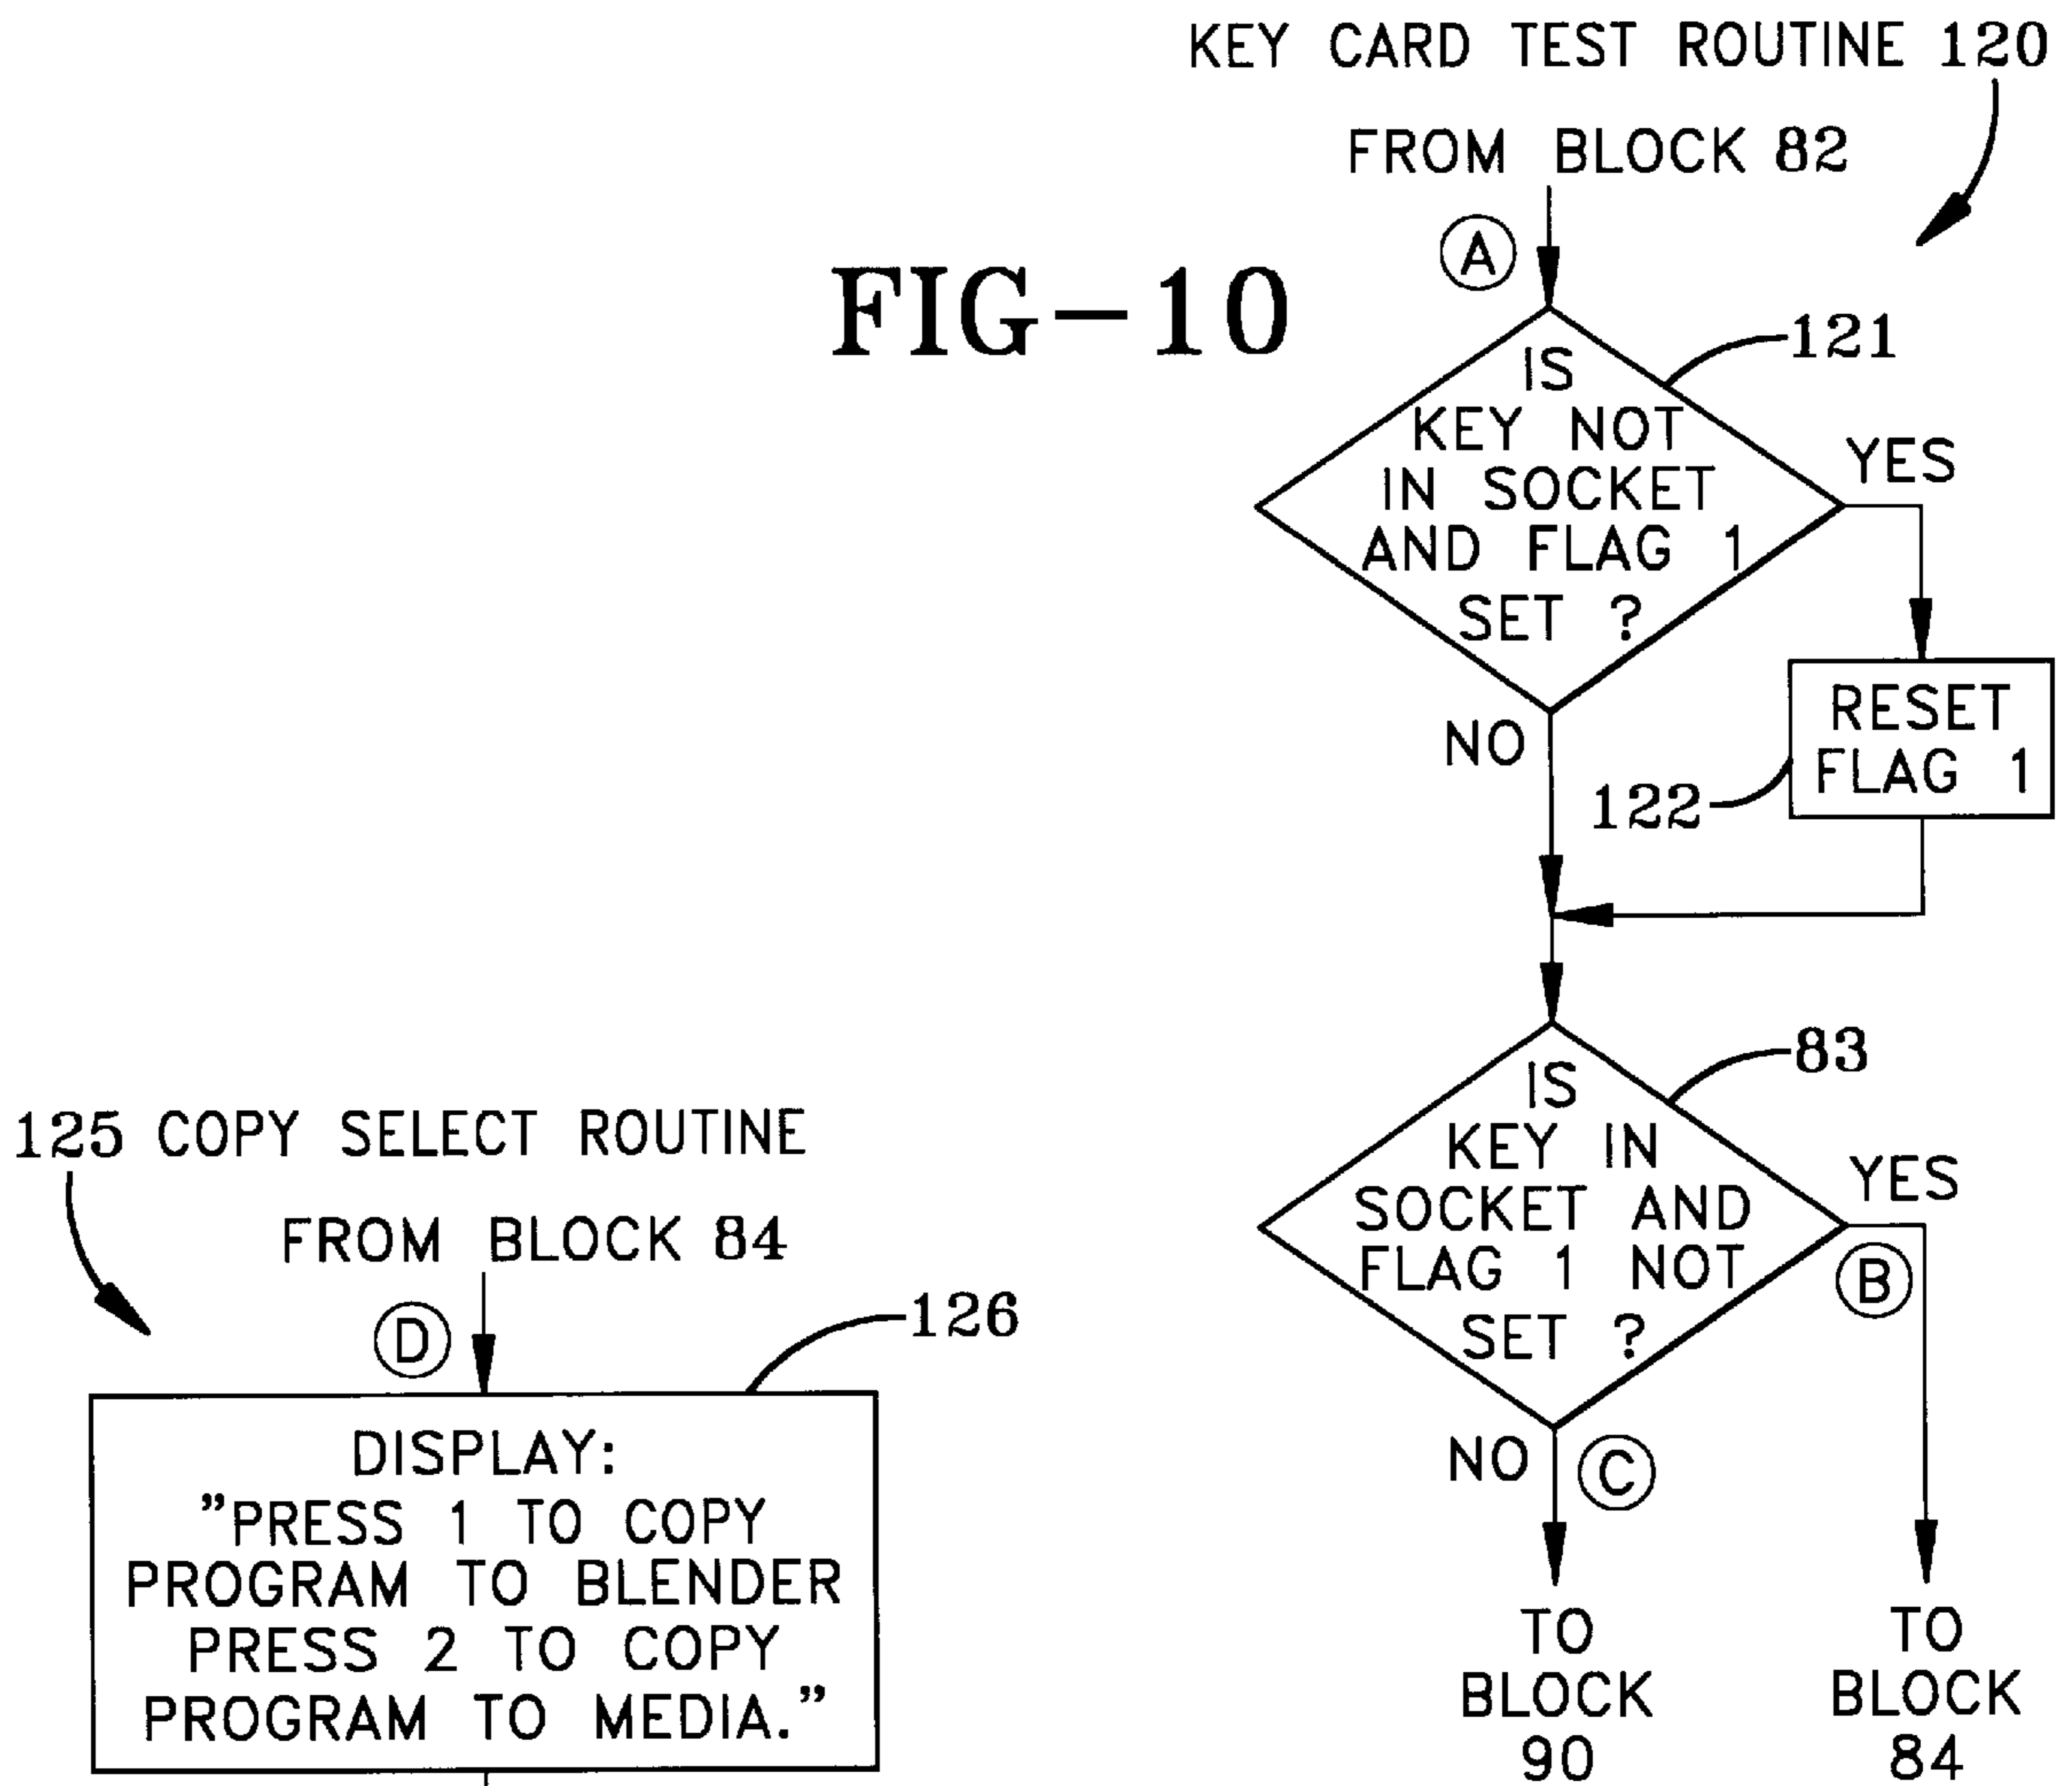 KEY CARD TEST ROUTINE 120
FROM BLOCK 82
A
FIG-10
IS
KEY NOT
IN SOCKET
AND FLAG 1
SET ?
121
YES
NO
RESET
FLAG 1
122
IS
KEY IN
SOCKET AND
FLAG 1 NOT
SET ?
83
YES
B
NO
C
TO
BLOCK
90
TO
BLOCK
84
125 COPY SELECT ROUTINE
FROM BLOCK 84
D
126
DISPLAY:
”PRESS 1 TO COPY
PROGRAM TO BLENDER
PRESS 2 TO COPY
PROGRAM TO MEDIA.”